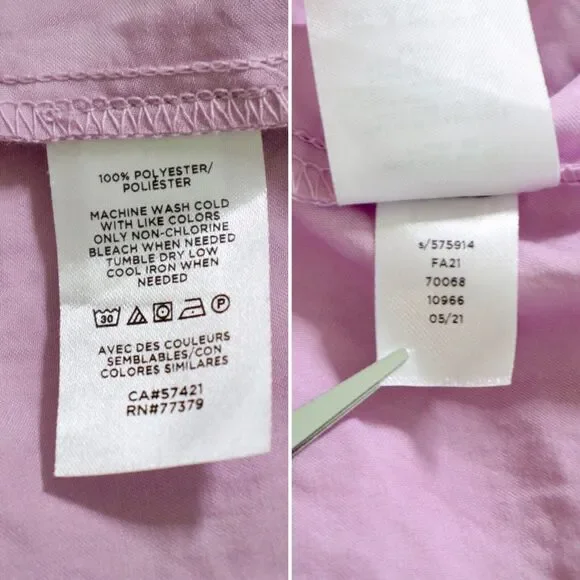 100% POLYESTER/
POLIÉSTER
MACHINE WASH COLD
WITH LIKE COLORS
ONLY NON-CHLORINE
BLEACH WHEN NEEDED
TUMBLE DRY LOW
COOL IRON WHEN
NEEDED
30 P
AVEC DES COULEURS
SEMBLABLES/CON
COLORES SIMILARES
CA#57421
RN#77379
s/575914
FA21
70068
10966
05/21